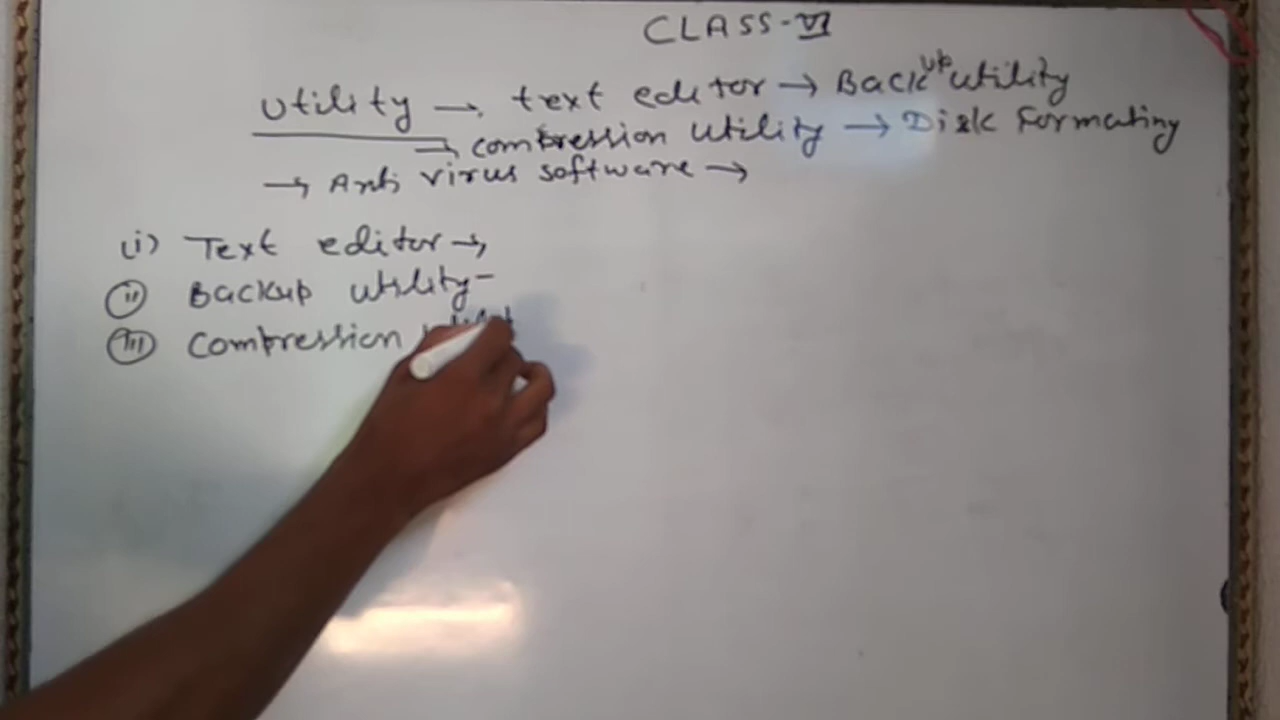 CLASS-VI
Utility → text editor → Backup utility
→ compression utility → Disk Formating
→ Anti virus software →
(i) Text editor →
(ii) Backup utility-
(iii) Compression